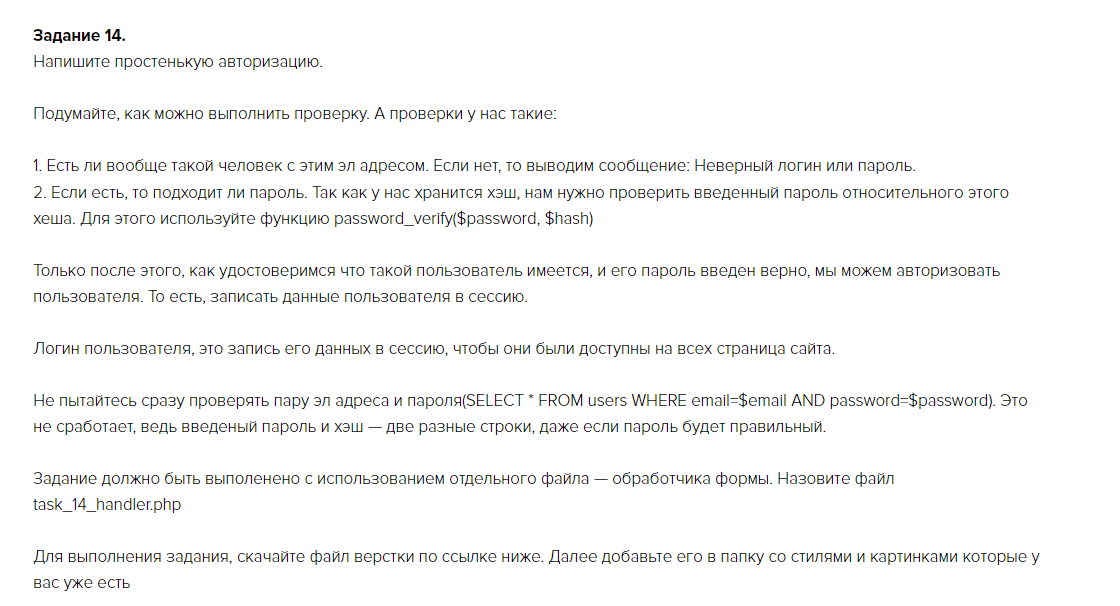 Задание 14.
Напишите простенькую авторизацию.
Подумайте, как можно выполнить проверку. А проверки у нас такие:
1. Есть ли вообще такой человек с этим эл адресом. Если нет, то выводим сообщение: Неверный логин или пароль.
2. Если есть, то подходит ли пароль. Так как у нас хранится хэш, нам нужно проверить введенный пароль относительного этого
хеша. Для этого используйте функцию password_verify($password, $hash)
Только после этого, как удостоверимся что такой пользователь имеется, и его пароль введен верно, мы можем авторизовать
пользователя. То есть, записать данные пользователя в сессию.
Логин пользователя, это запись его данных в сессию, чтобы они были доступны на всех страница сайта.
Не пытайтесь сразу проверять пару эл адреса и пароля(SELECT * FROM users WHERE email=$email AND password=$password). Это
не сработает, ведь введеный пароль и хэш — две разные строки, даже если пароль будет правильный.
Задание должно быть выполенено с использованием отдельного файла — обработчика формы. Назовите файл
task_14_handler.php
Для выполнения задания, скачайте файл верстки по ссылке ниже. Далее добавьте его в папку со стилями и картинками которые у
вас уже есть